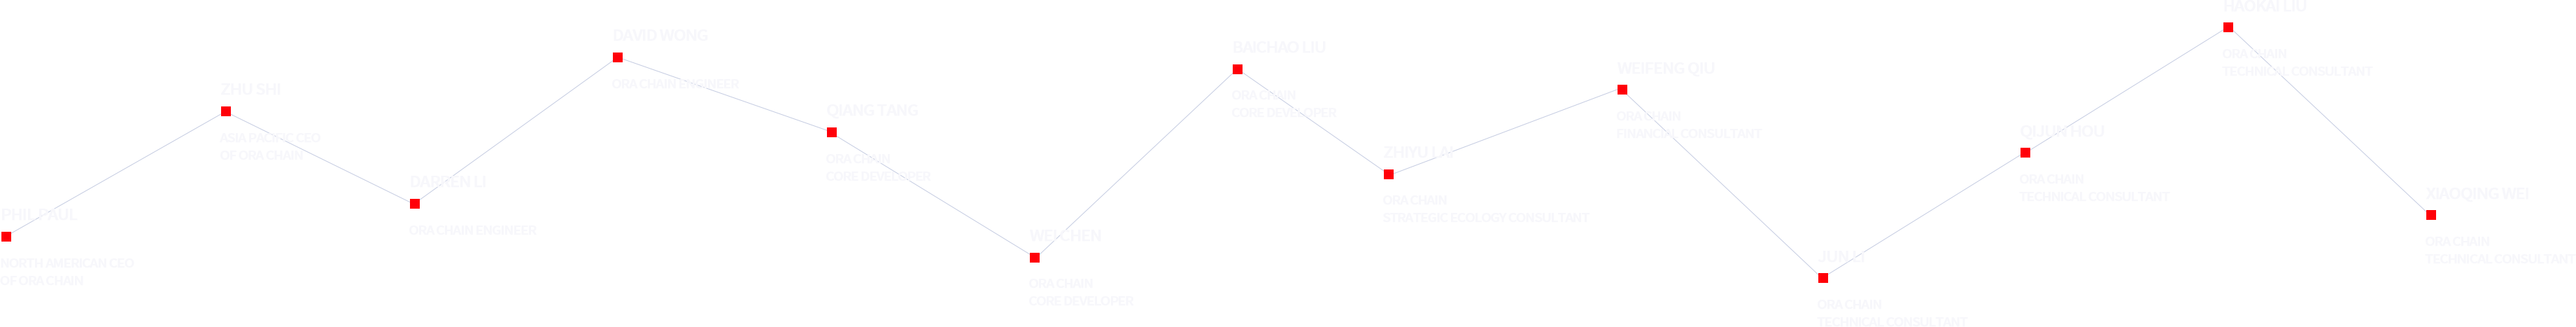 PHIL PAUL
NORTH AMERICAN CEO
OF ORA CHAIN
ZHU SHI
ASIA PACIFIC CEO
OF ORA CHAIN
DARREN LI
ORA CHAIN ENGINEER
DAVID WONG
ORA CHAIN ENGINEER
QIANG TANG
ORA CHAIN
CORE DEVELOPER
WEI CHEN
ORA CHAIN
CORE DEVELOPER
BAICHAO LIU
ORA CHAIN
CORE DEVELOPER
ZHIYU LAI
ORA CHAIN
STRATEGIC ECOLOGY CONSULTANT
WEIFENG QIU
ORA CHAIN
FINANCIAL CONSULTANT
JUN LI
ORA CHAIN
TECHNICAL CONSULTANT
QIJUN HOU
ORA CHAIN
TECHNICAL CONSULTANT
HAOKAI LIU
ORA CHAIN
TECHNICAL CONSULTANT
XIAOQING WEI
ORA CHAIN
TECHNICAL CONSULTANT